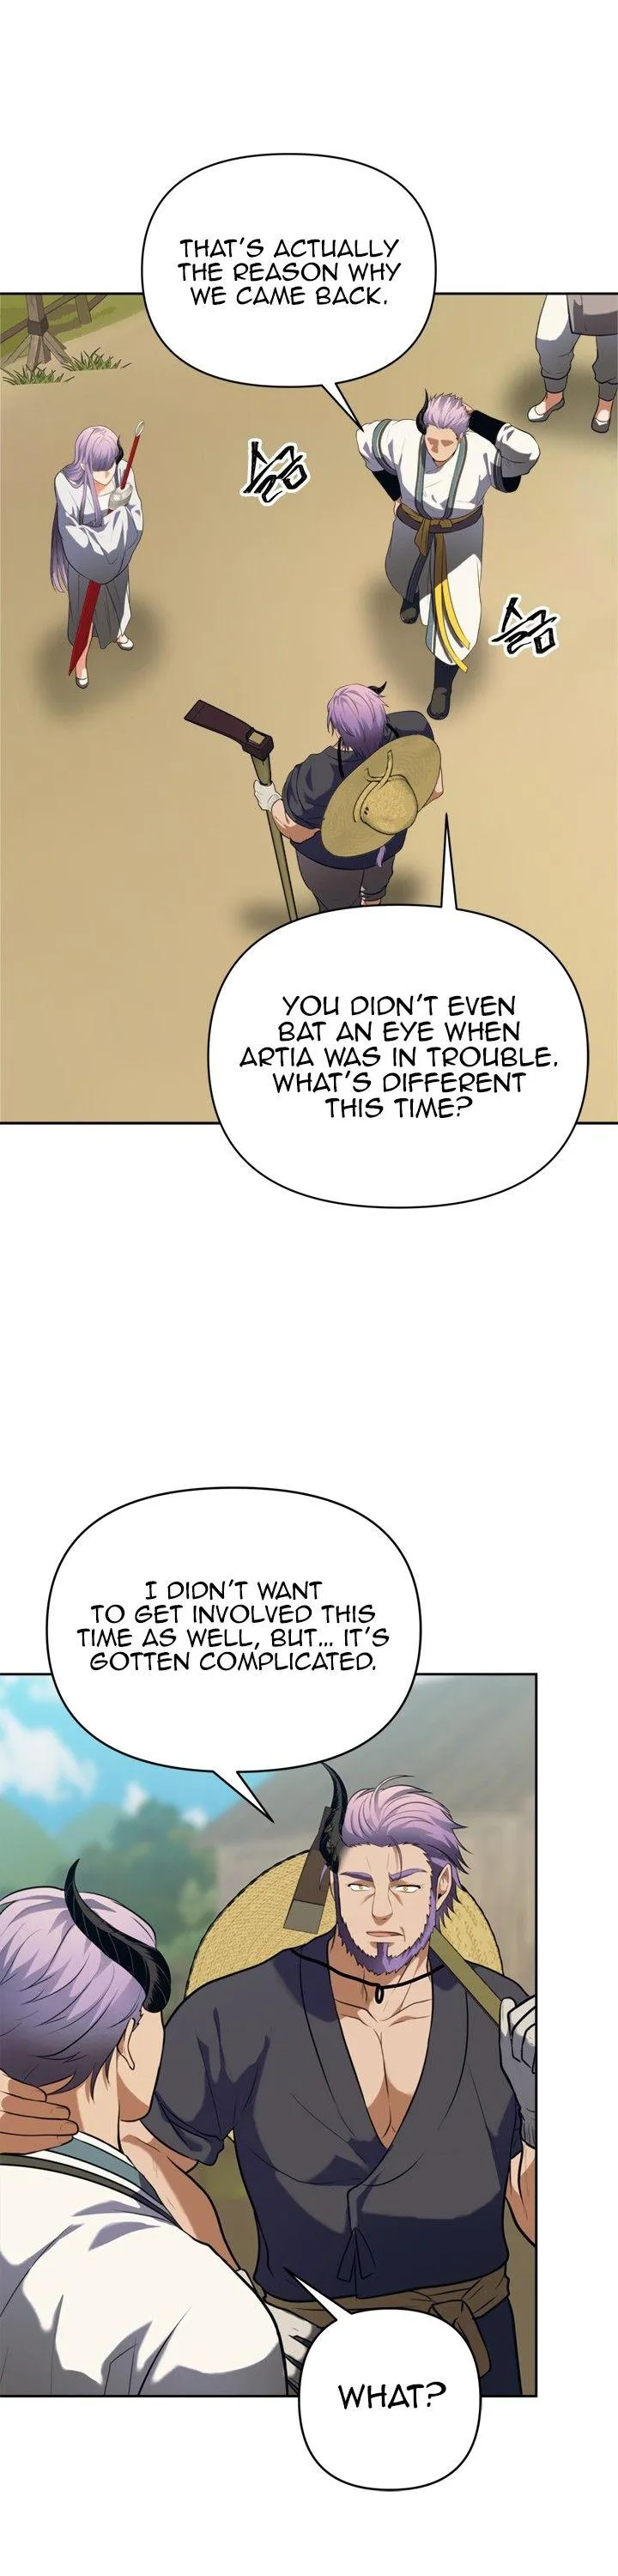 THAT'S ACTUALLY
THE REASON WHY
WE CAME BACK.
YOU DIDN'T EVEN
BAT AN EYE WHEN
ARTIA WAS IN TROUBLE.
WHAT'S DIFFERENT
THIS TIME?
I DIDN'T WANT
TO GET INVOLVED THIS
TIME AS WELL, BUT... IT'S
GOTTEN COMPLICATED.
WHAT?